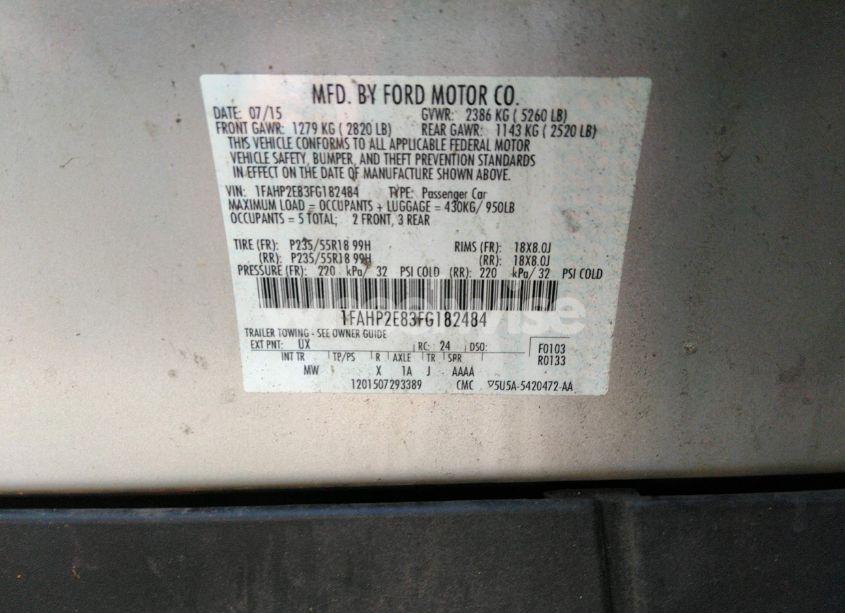 MFD. BY FORD MOTOR CO.
DATE: 07/15 GVWR: 2386 KG ( 5260 LB)
FRONT GAWR: 1279 KG ( 2820 LB) REAR GAWR: 1143 KG ( 2520 LB)
THIS VEHICLE CONFORMS TO ALL APPLICABLE FEDERAL MOTOR
VEHICLE SAFETY, BUMPER, AND THEFT PREVENTION STANDARDS
IN EFFECT ON THE DATE OF MANUFACTURE SHOWN ABOVE.
VIN: 1FAHP2E83FG182484 TYPE: Passenger Car
MAXIMUM LOAD = OCCUPANTS + LUGGAGE = 430KG/ 950LB
OCCUPANTS = 5 TOTAL; 2 FRONT, 3 REAR
TIRE (FR): P235/55R18 99H RIMS (FR): 18X8.0J
(RR): P235/55R18 99H (RR): 18X8.0J
PRESSURE (FR): 220 kPa/ 32 PSI COLD (RR): 220 kPa/ 32 PSI COLD
1FAHP2E83FG182484
TRAILER TOWING - SEE OWNER GUIDE
EXT PNT: UX RC: 24 DSO: F0103
INT TR TP/PS R AXLE TR SPR R0133
MW X 1A J AAAA
1201507293389 CMC 5U5A-5420472-AA